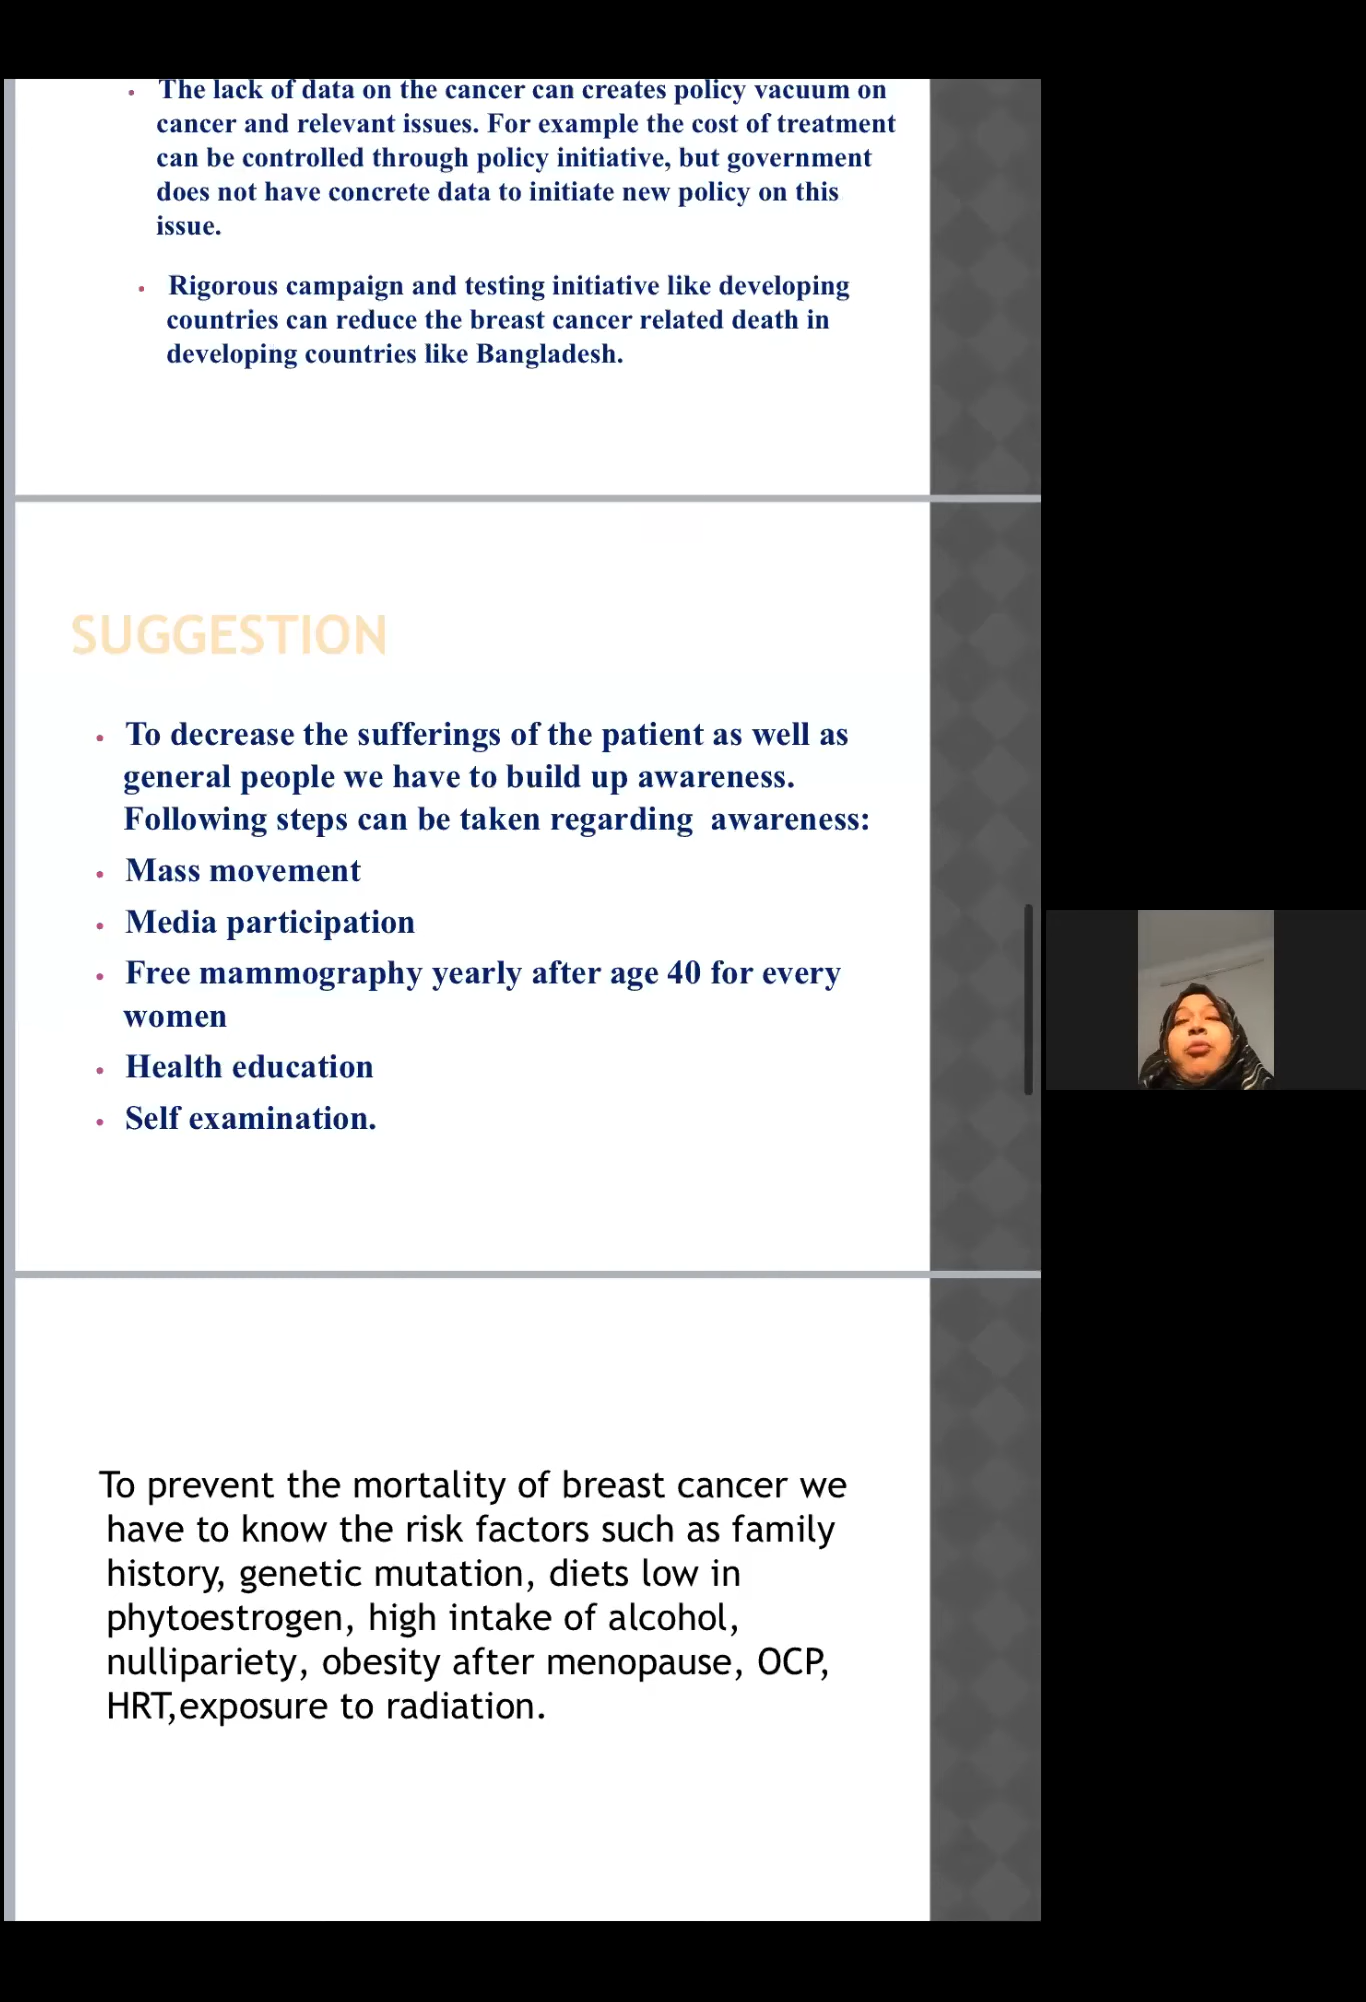 The lack of data on the cancer can creates policy vacuum on
cancer and relevant issues. For example the cost of treatment
can be controlled through policy initiative, but government
does not have concrete data to initiate new policy on this
issue.
Rigorous campaign and testing initiative like developing
countries can reduce the breast cancer related death in
developing countries like Bangladesh.
SUGGESTION
To decrease the sufferings of the patient as well as
general people we have to build up awareness.
Following steps can be taken regarding  awareness:
Mass movement
Media participation
Free mammography yearly after age 40 for every
women
Health education
Self examination.
To prevent the mortality of breast cancer we
have to know the risk factors such as family
history, genetic mutation, diets low in
phytoestrogen, high intake of alcohol,
nullipariety, obesity after menopause, OCP,
HRT,exposure to radiation.